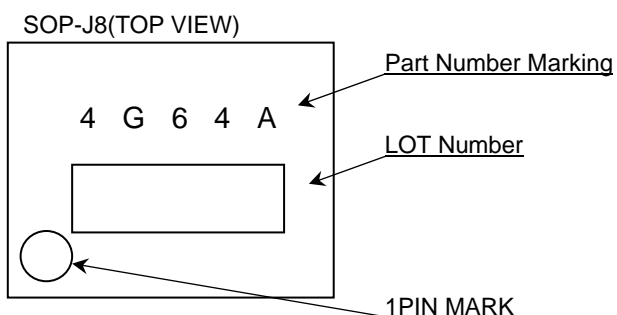 SOP-J8(TOP VIEW)
Part Number Marking
4 G 6 4 A
LOT Number
1PIN MARK